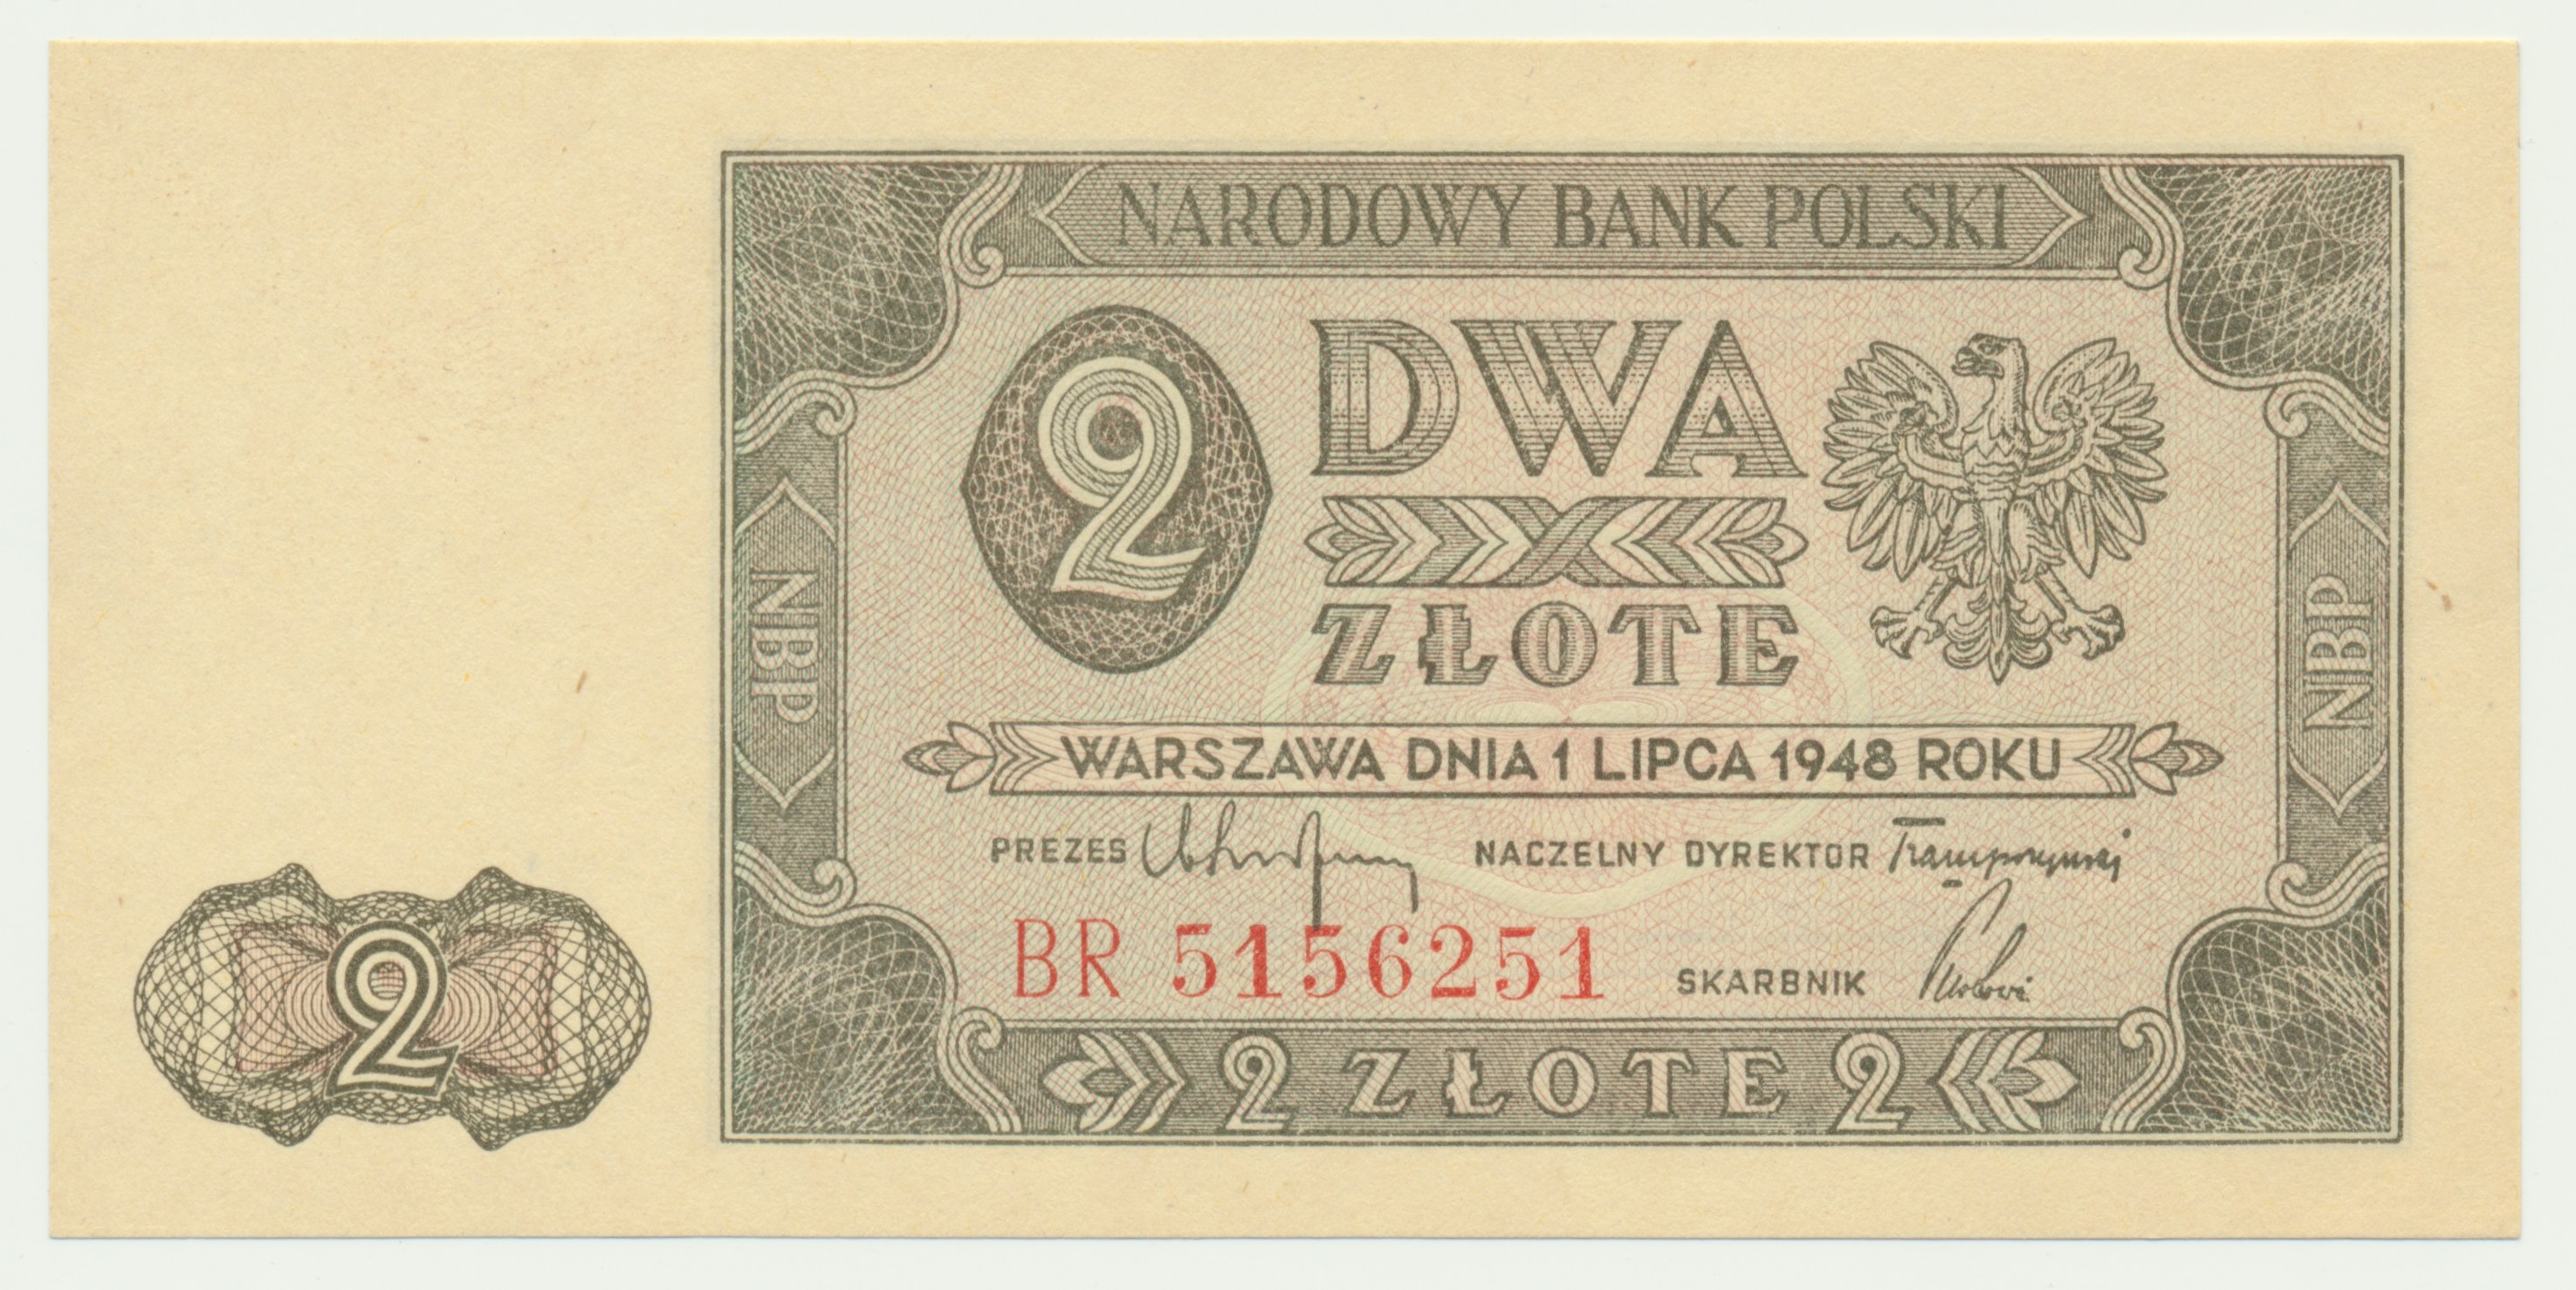 NARODOWY BANK POLSKI
2
DWA
ZŁOTE
NBP
NBP
WARSZAWA DNIA 1 LIPCA 1948 ROKU
PREZES
NACZELNY DYREKTOR
BR 5156251
SKARBNIK
2
2 ZŁOTE 2